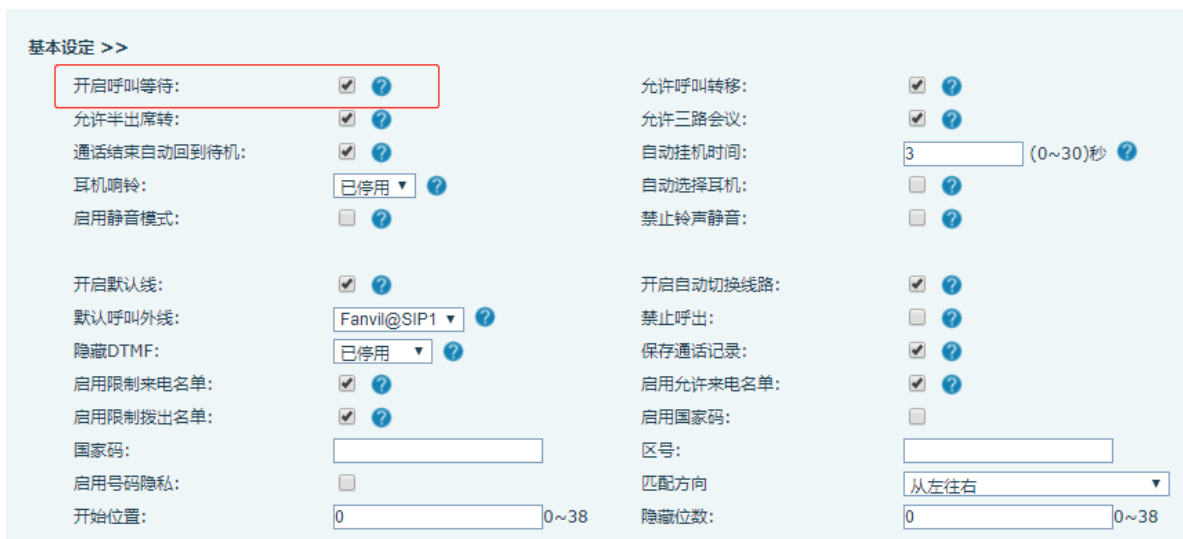 基本设定 >>
开启呼叫等待: ? 允许呼叫转移: ?
允许半出席转: ? 允许三路会议: ?
通话结束自动回到待机: ? 自动挂机时间: 3 (0~30)秒 ?
耳机响铃: 已停用 ? 自动选择耳机: ?
启用静音模式: ? 禁止铃声静音: ?
开启默认线: ? 开启自动切换线路: ?
默认呼叫外线: Fanvil@SIP1 ? 禁止呼出: ?
隐藏DTMF: 已停用 ? 保存通话记录: ?
启用限制来电名单: ? 启用允许来电名单: ?
启用限制拨出名单: ? 启用国家码:
国家码: 区号:
启用号码隐私: 匹配方向 从左往右
开始位置: 0 0~38 隐藏位数: 0 0~38